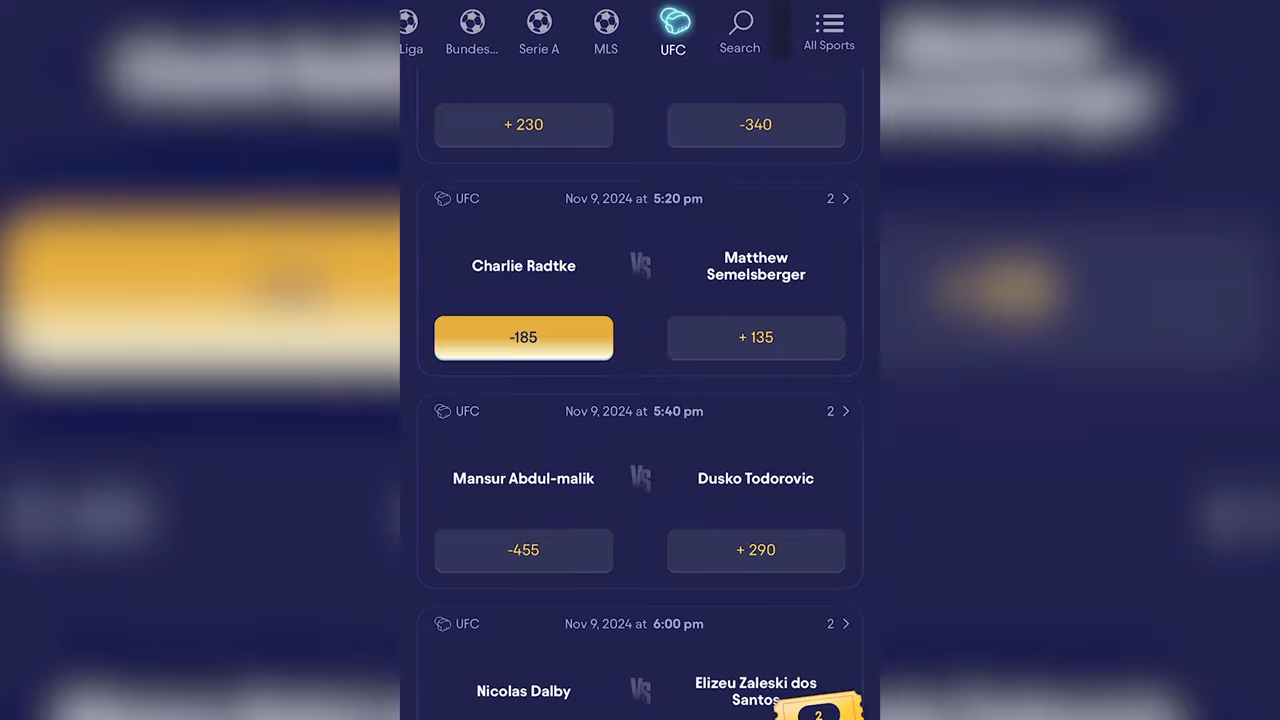 Liga
Bundes...
Serie A
MLS
UFC
Search
All Sports
+ 230
-340
UFC
Nov 9, 2024 at 5:20 pm
2
Charlie Radtke
VS
Matthew
Semelsberger
-185
+ 135
UFC
Nov 9, 2024 at 5:40 pm
2
Mansur Abdul-malik
VS
Dusko Todorovic
-455
+ 290
UFC
Nov 9, 2024 at 6:00 pm
2
Nicolas Dalby
VS
Elizeu Zaleski dos
Santos
2